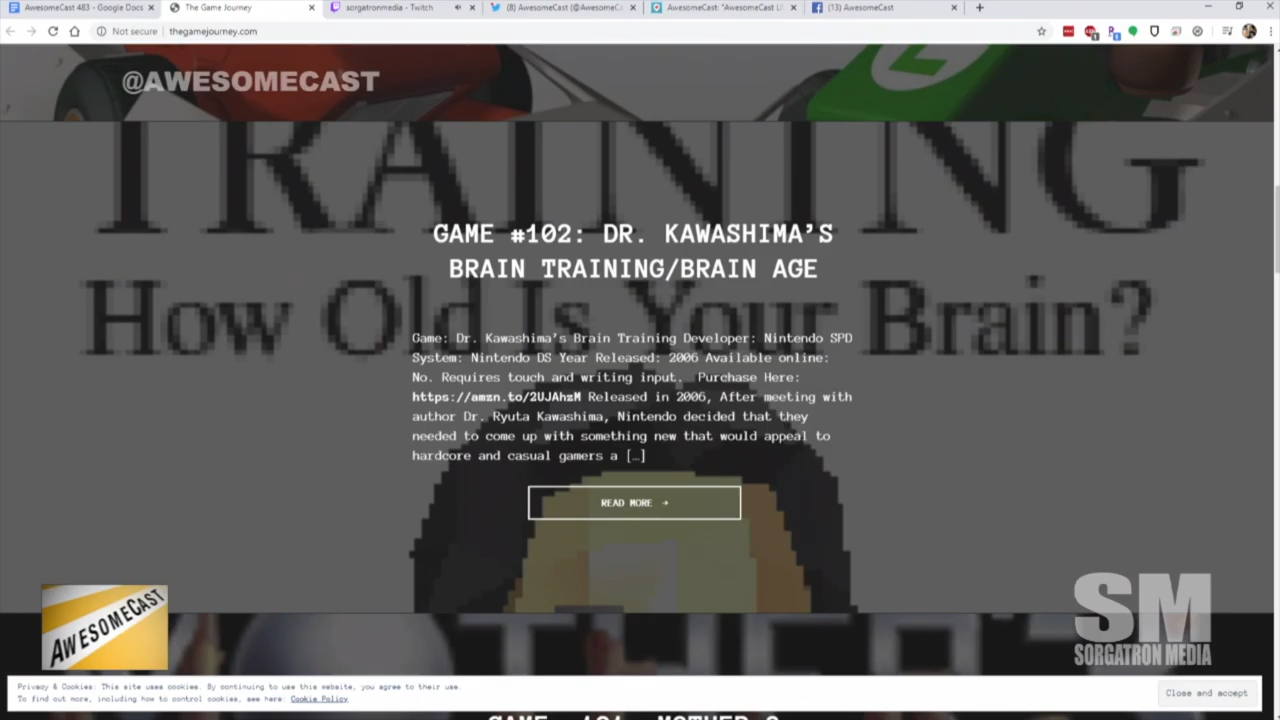 AwesomeCast 483 - Google Docs
The Game Journey
sorgatronmedia - Twitch
(8) AwesomeCast (@AwesomeCa
AwesomeCast: "AwesomeCast Li
(13) AwesomeCast
Not secure
thegamejourney.com
@AWESOMECAST
TRAINING
How Old Is Your Brain?
GAME #102: DR. KAWASHIMA'S
BRAIN TRAINING/BRAIN AGE
Game: Dr. Kawashima's Brain Training Developer: Nintendo SPD
System: Nintendo DS Year Released: 2006 Available online:
No. Requires touch and writing input. Purchase Here:
https://amzn.to/2UJAhzM Released in 2006, After meeting with
author Dr. Ryuta Kawashima, Nintendo decided that they
needed to come up with something new that would appeal to
hardcore and casual gamers a […]
READ MORE →
AWESOMECAST
SM
SORGATRON MEDIA
Privacy & Cookies: This site uses cookies. By continuing to use this website, you agree to their use.
To find out more, including how to control cookies, see here: Cookie Policy
Close and accept